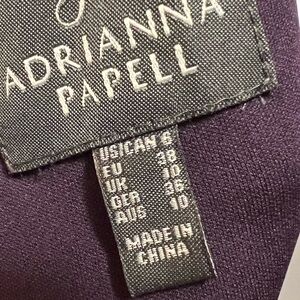 ADRIANNA
PAPELL
US/CAN 6
EU 38
UK 10
GER 36
AUS 10
MADE IN
CHINA